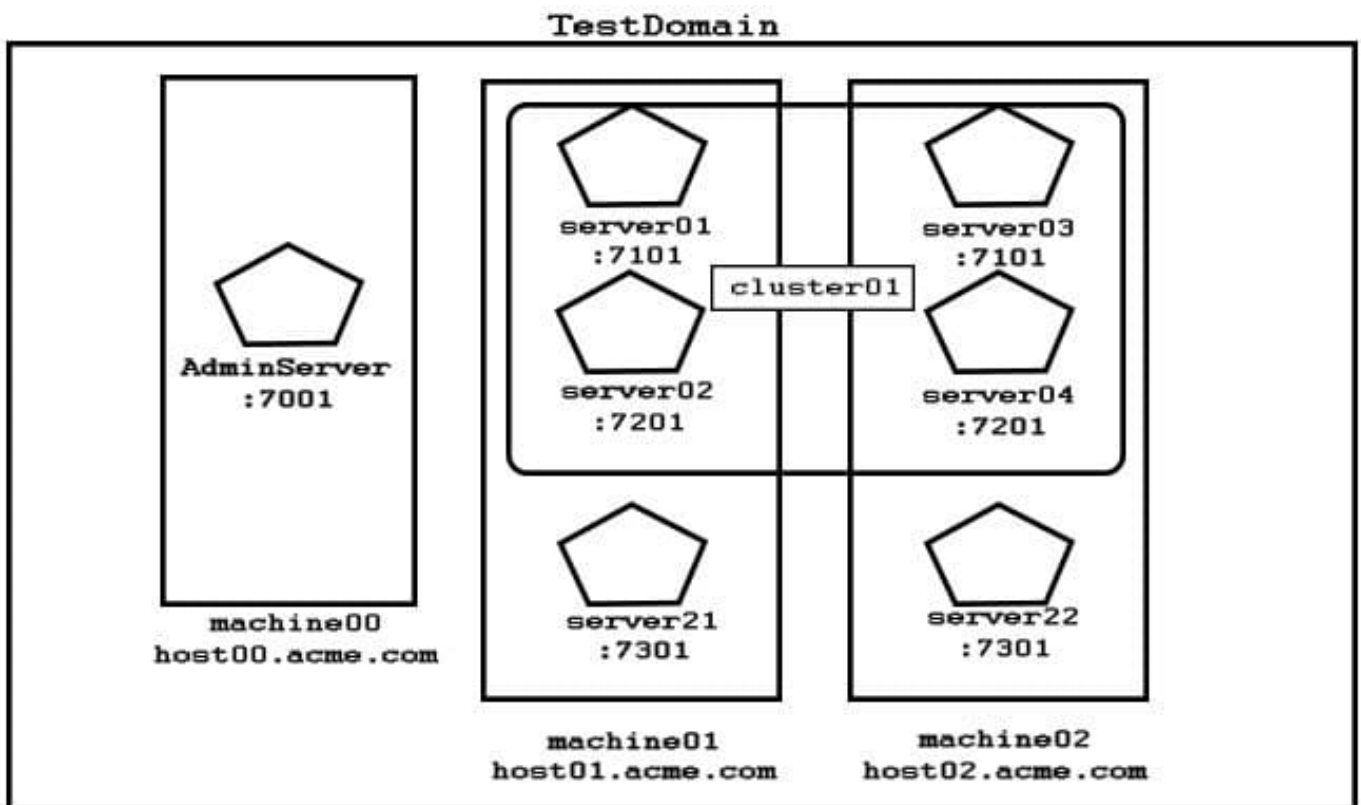 TestDomain
AdminServer
:7001
machine00
host00.acme.com
server01
:7101
server02
:7201
server21
:7301
machine01
host01.acme.com
cluster01
server03
:7101
server04
:7201
server22
:7301
machine02
host02.acme.com